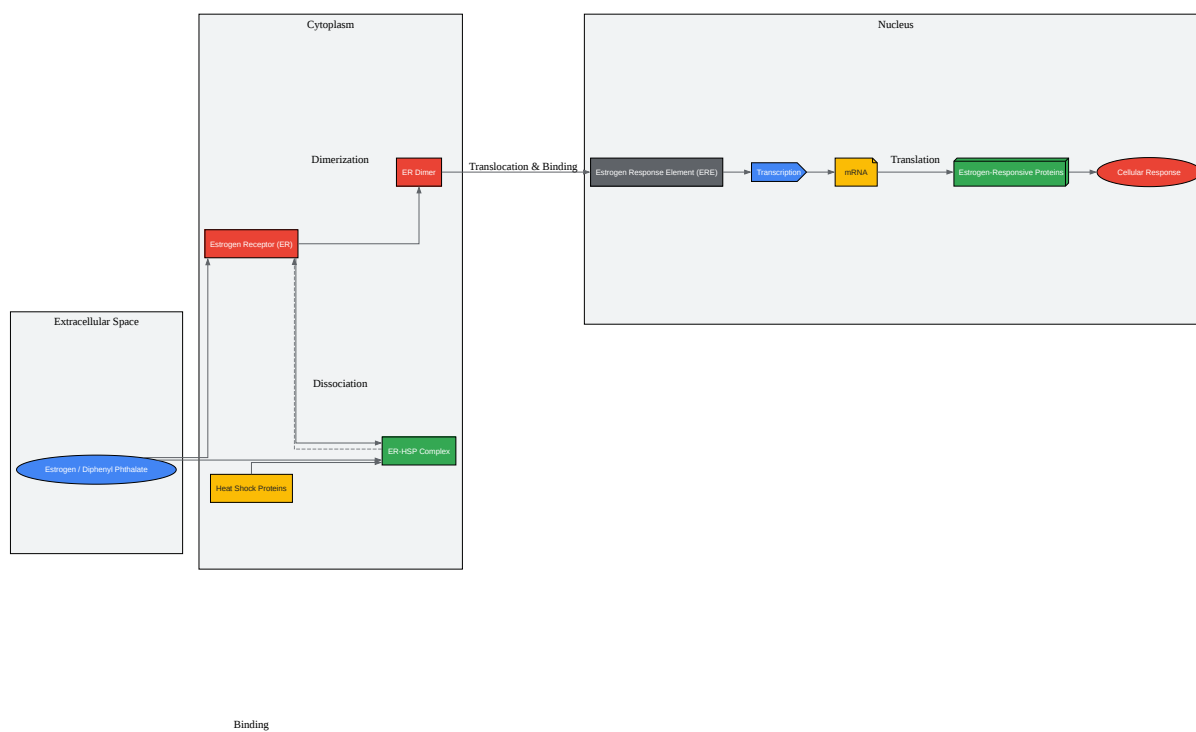 Cytoplasm
Nucleus
Dimerization
ER Dimer
Translocation & Binding
Estrogen Response Element (ERE)
Transcription
mRNA
Translation
Estrogen-Responsive Proteins
Cellular Response
Estrogen Receptor (ER)
Extracellular Space
Dissociation
ER-HSP Complex
Estrogen / Diphenyl Phthalate
Heat Shock Proteins
Binding